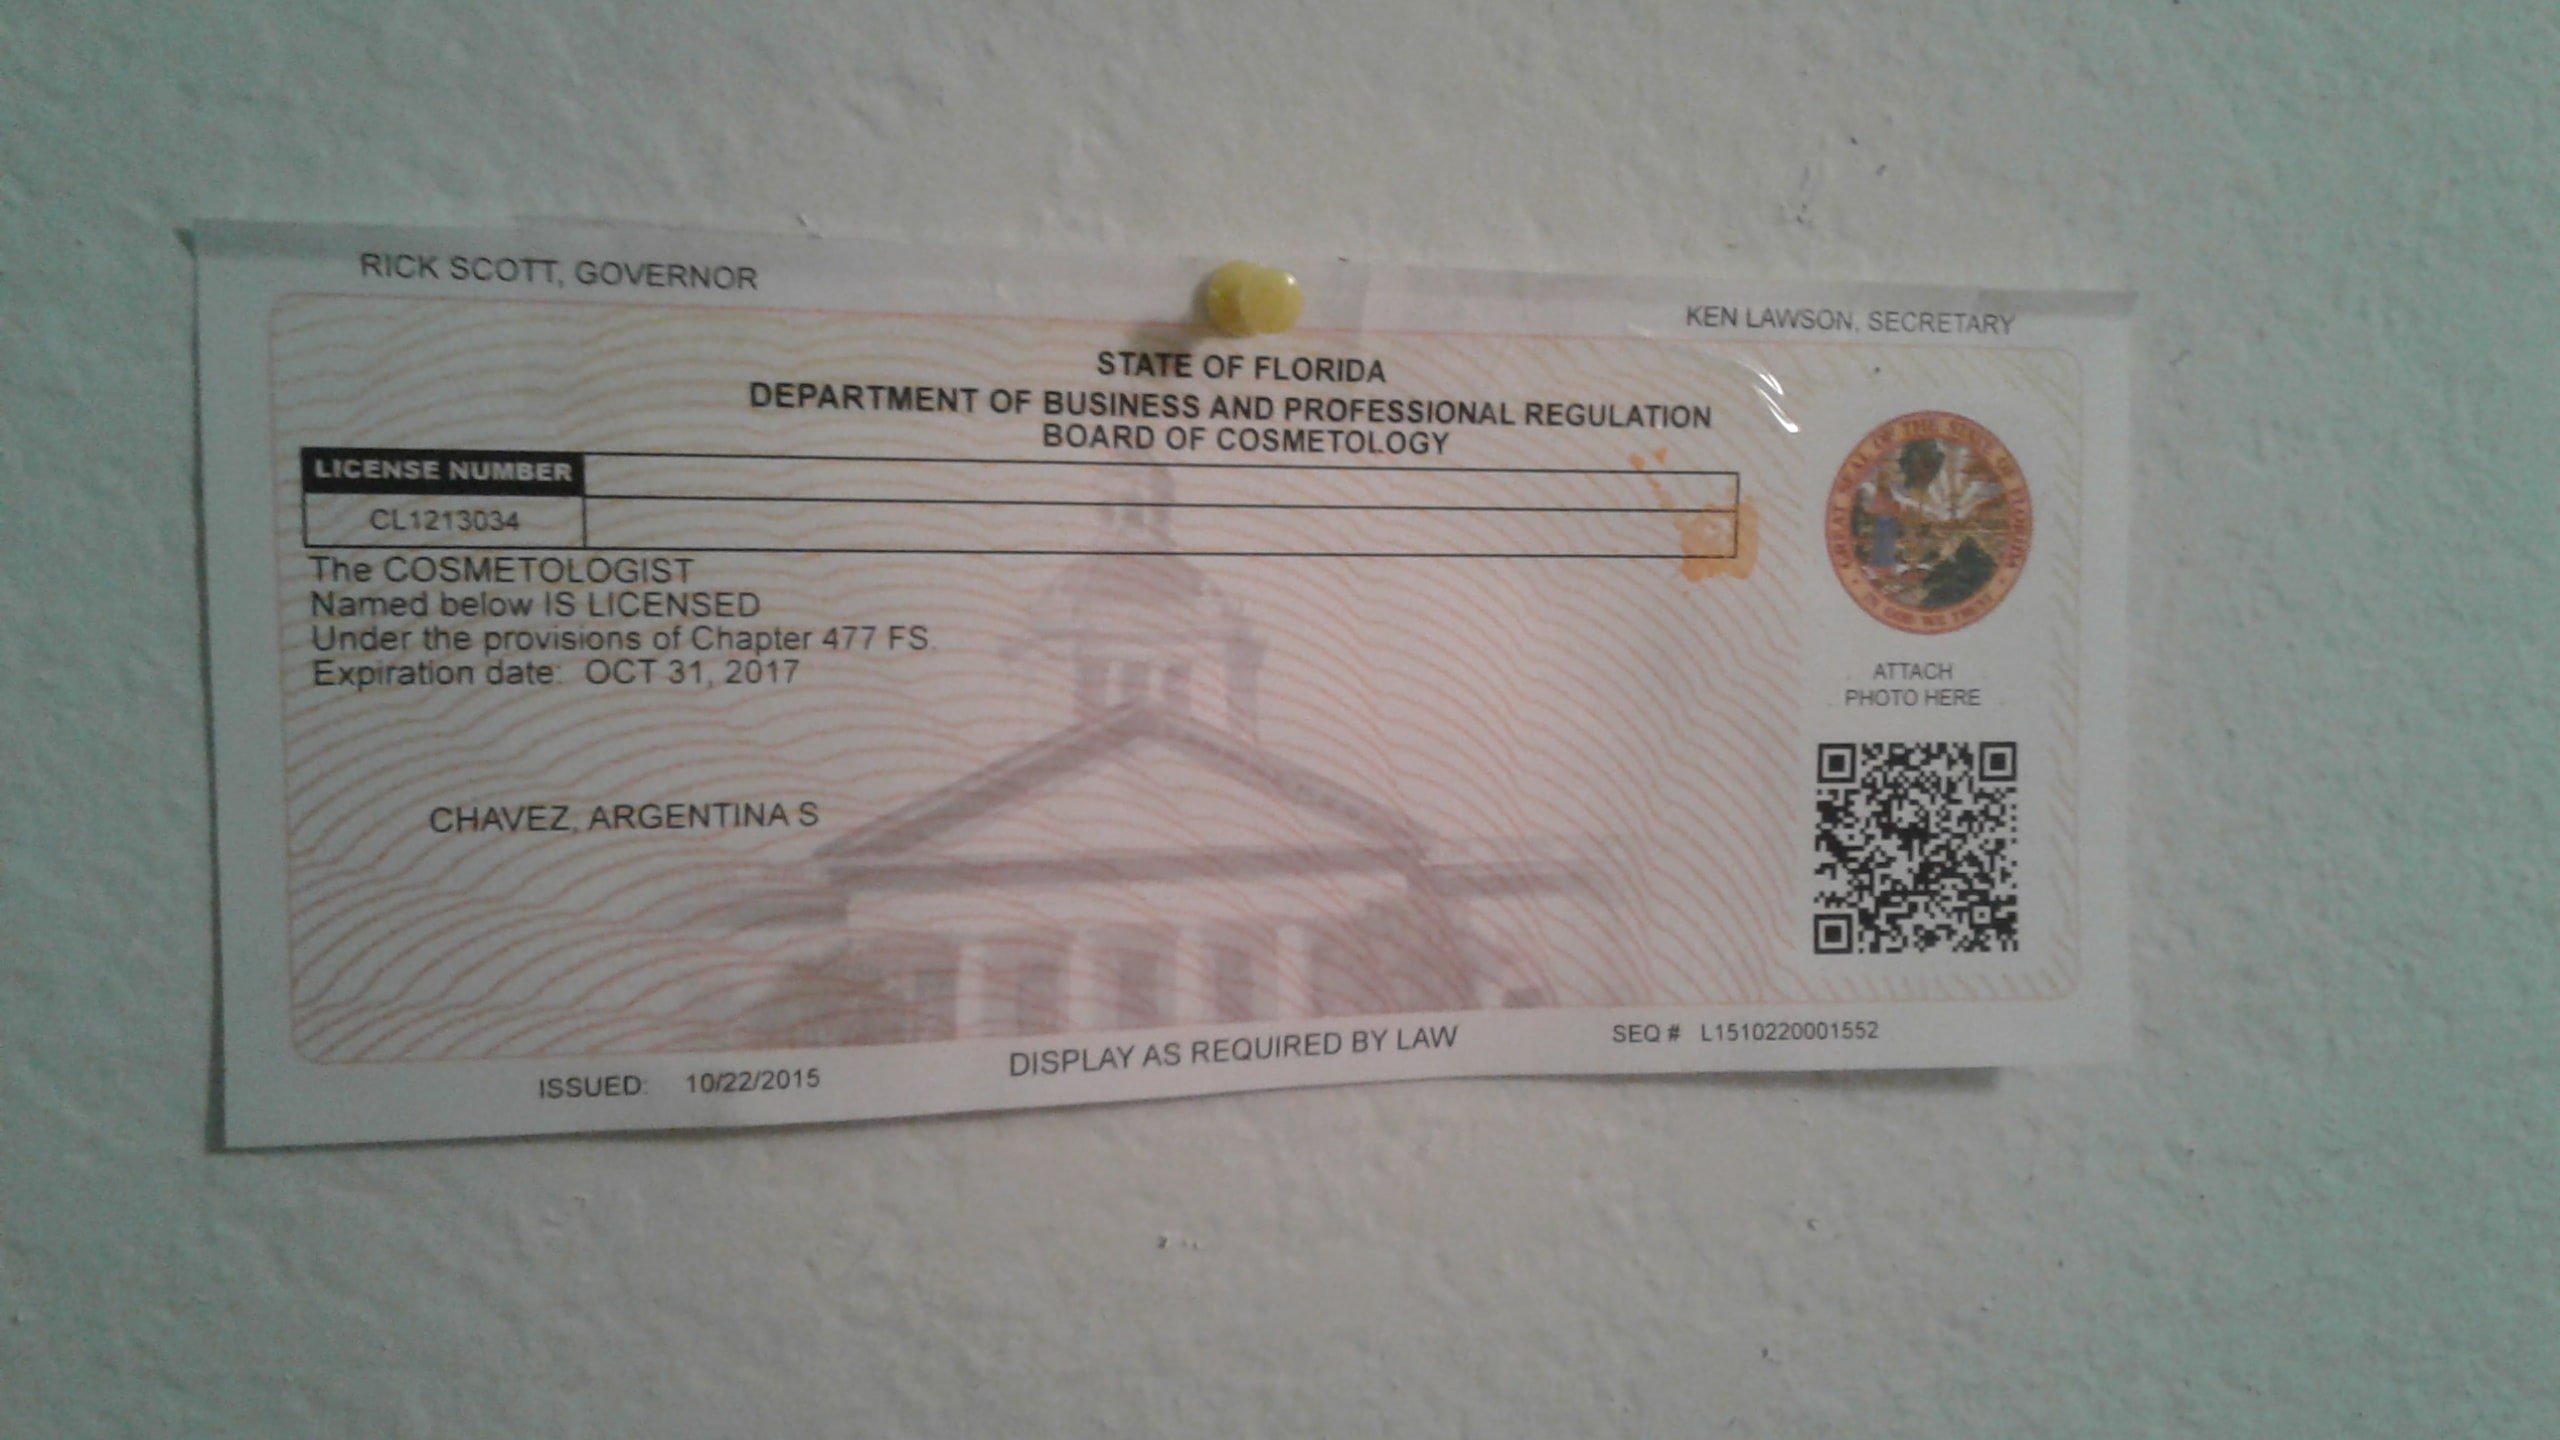 RICK SCOTT, GOVERNOR
KEN LAWSON, SECRETARY
STATE OF FLORIDA
DEPARTMENT OF BUSINESS AND PROFESSIONAL REGULATION
BOARD OF COSMETOLOGY
LICENSE NUMBER
CL1213034
The COSMETOLOGIST
Named below IS LICENSED
Under the provisions of Chapter 477 FS.
Expiration date: OCT 31, 2017
CHAVEZ, ARGENTINA S
GREAT SEAL OF THE STATE OF FLORIDA
IN GOD WE TRUST
ATTACH
PHOTO HERE
ISSUED: 10/22/2015
DISPLAY AS REQUIRED BY LAW
SEQ # L1510220001552